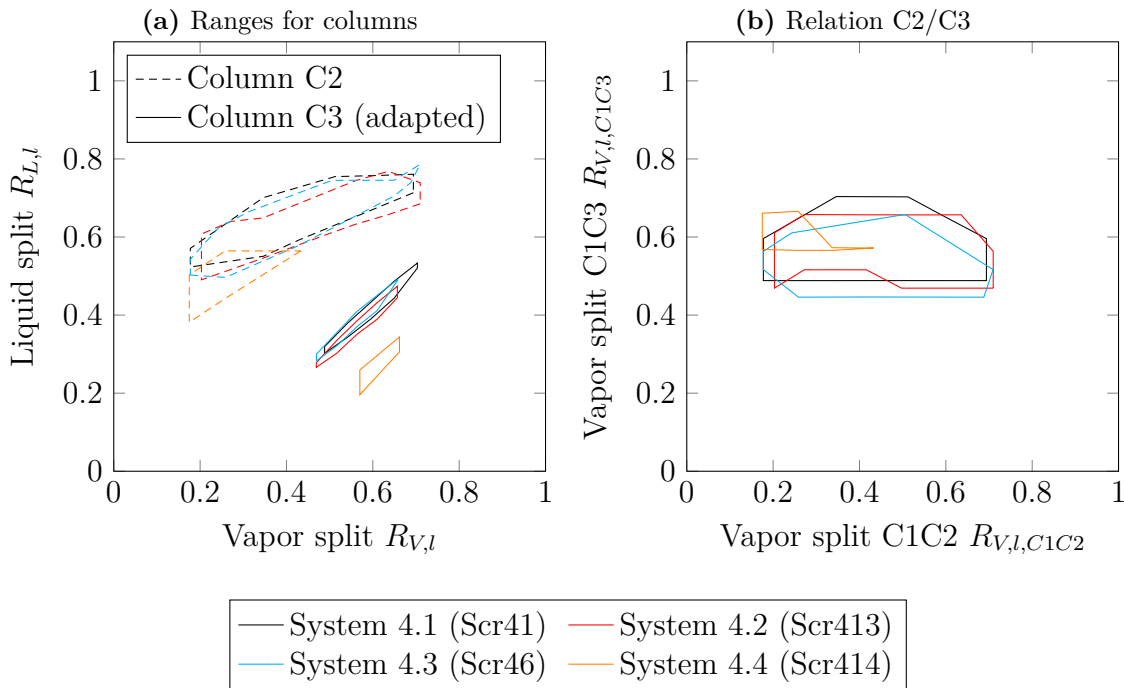 (a) Ranges for columns
Column C2
Column C3 (adapted)
1
0.8
0.6
0.4
0.2
0
0 0.2 0.4 0.6 0.8 1
Liquid split R_{L,l}
Vapor split R_{V,l}
(b) Relation C2/C3
1
0.8
0.6
0.4
0.2
0
0 0.2 0.4 0.6 0.8 1
Vapor split C1C3 R_{V,l,C1C3}
Vapor split C1C2 R_{V,l,C1C2}
System 4.1 (Scr41) System 4.2 (Scr413)
System 4.3 (Scr46) System 4.4 (Scr414)